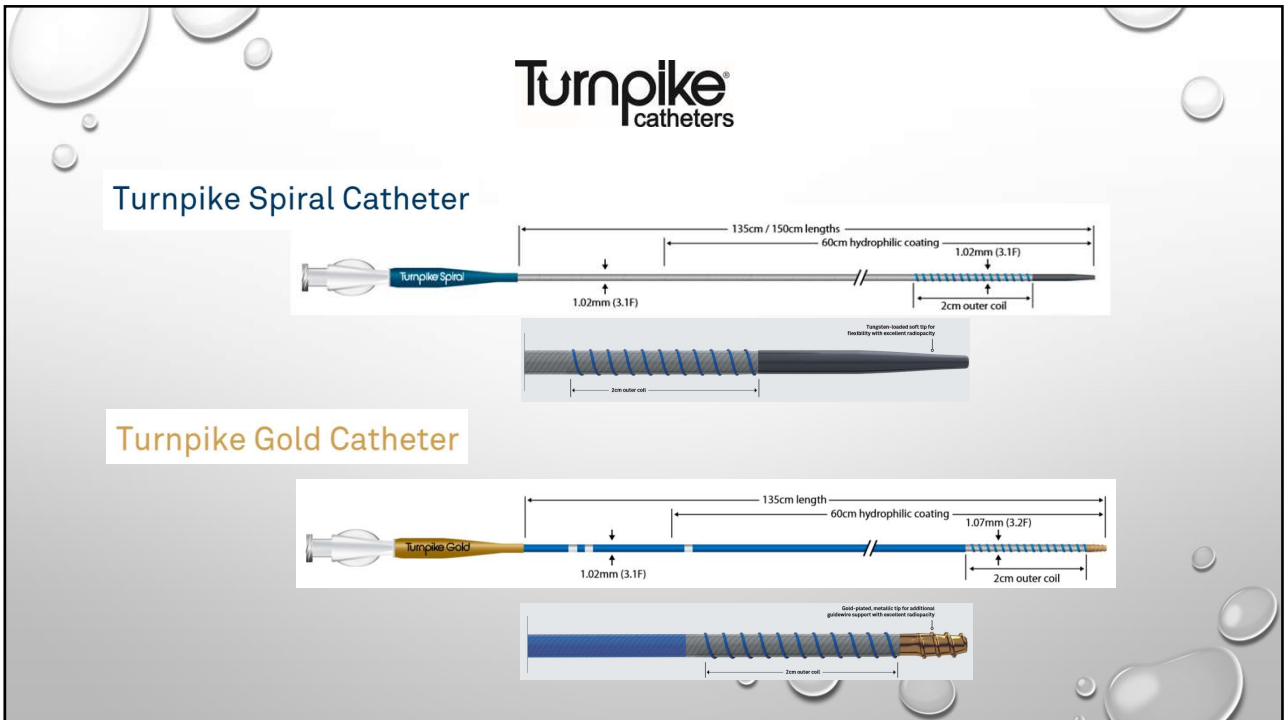 Turnpike®
catheters
Turnpike Spiral Catheter
135cm / 150cm lengths
60cm hydrophilic coating
1.02mm (3.1F)
Turnpike Spiral
1.02mm (3.1F)
2cm outer coil
Tungsten-loaded soft tip for
flexibility with excellent radiopacity
2cm outer coil
Turnpike Gold Catheter
135cm length
60cm hydrophilic coating
1.07mm (3.2F)
Turnpike Gold
1.02mm (3.1F)
2cm outer coil
Gold-plated, metallic tip for additional
guidewire support with excellent radiopacity
2cm outer coil